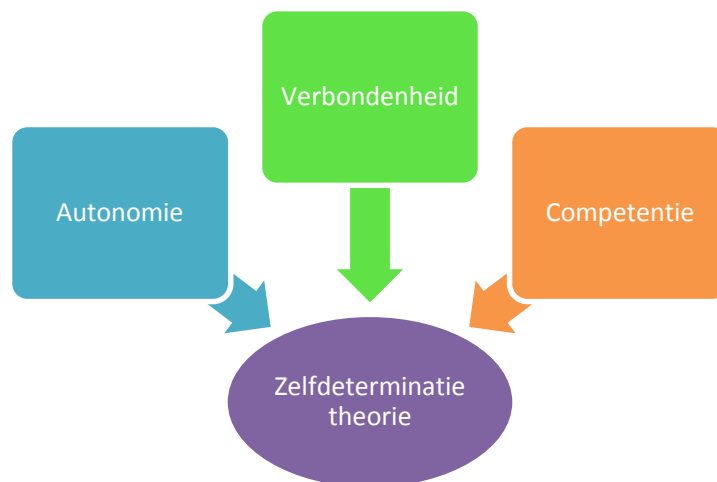 Verbondenheid
Autonomie
Competentie
Zelfdeterminatie
theorie